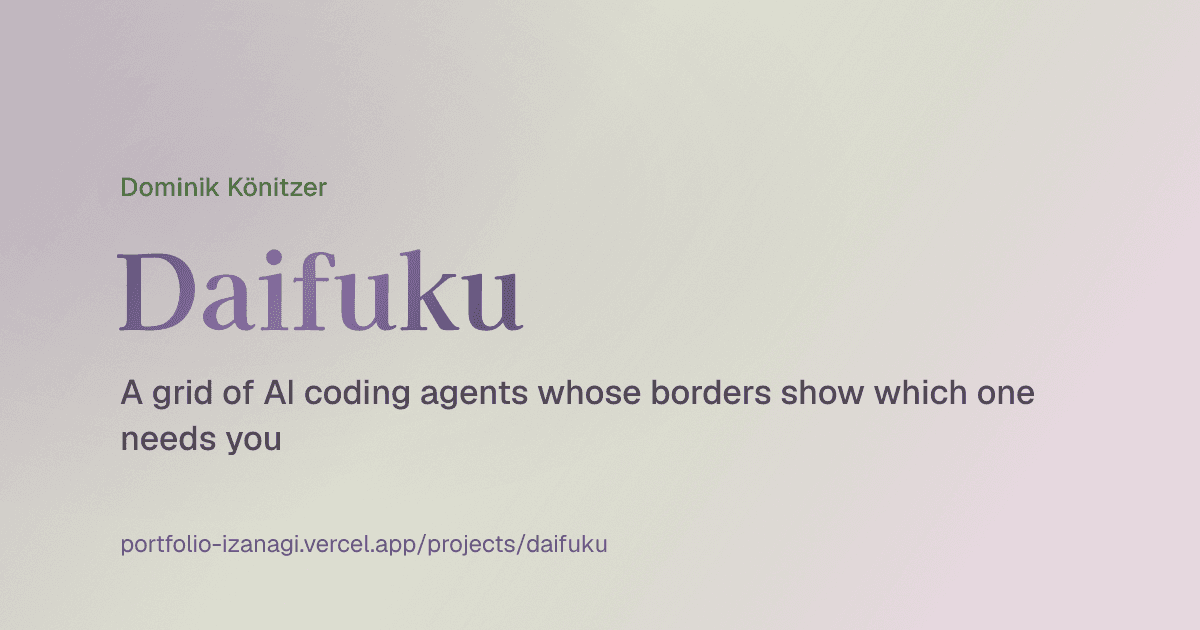 Dominik Könitzer
Daifuku
A grid of AI coding agents whose borders show which one
needs you
portfolio-izanagi.vercel.app/projects/daifuku